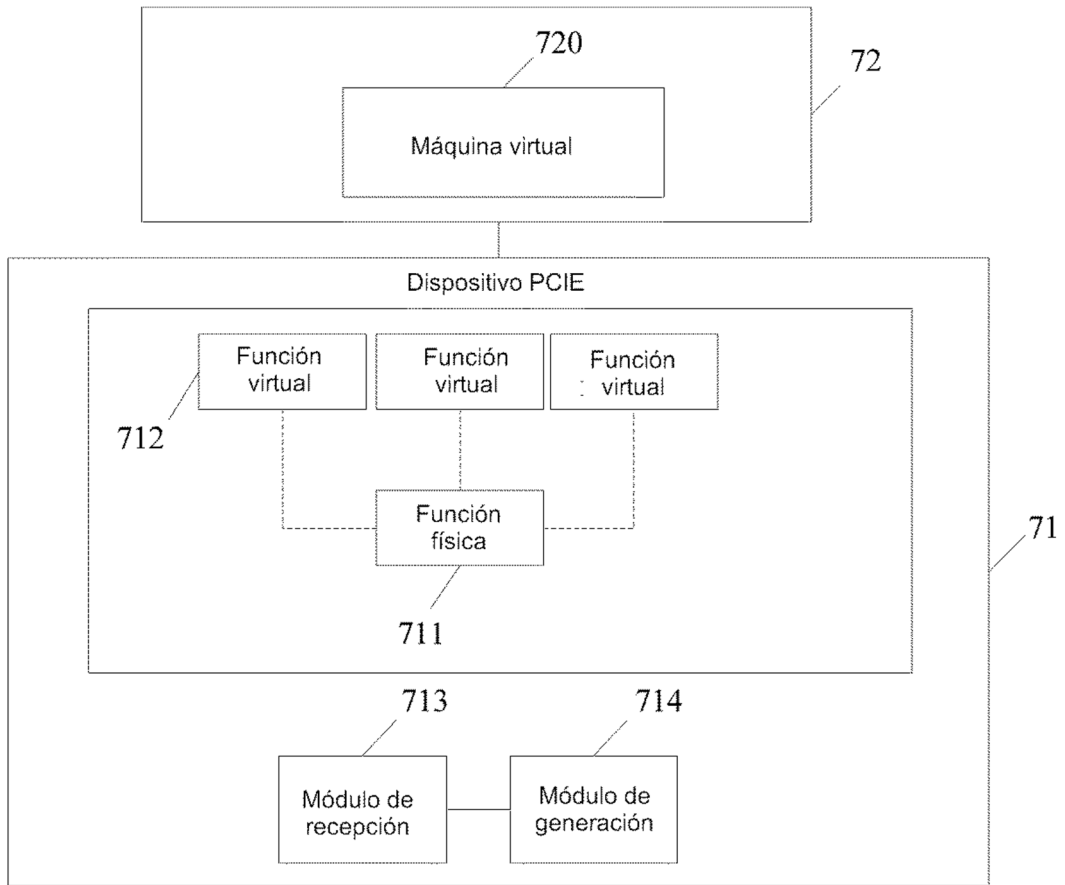 720
72
Máquina virtual
Dispositivo PCIE
Función
virtual
Función
virtual
Función
virtual
712
Función
física
71
711
713
714
Módulo de
recepción
Módulo de
generación